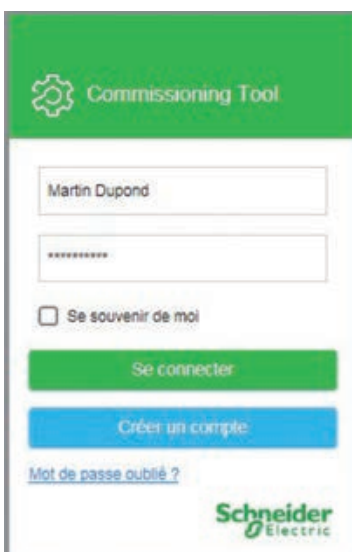 Commissioning Tool
Martin Dupond
**********
Se souvenir de moi
Se connecter
Créer un compte
Mot de passe oublié ?
Schneider
Electric